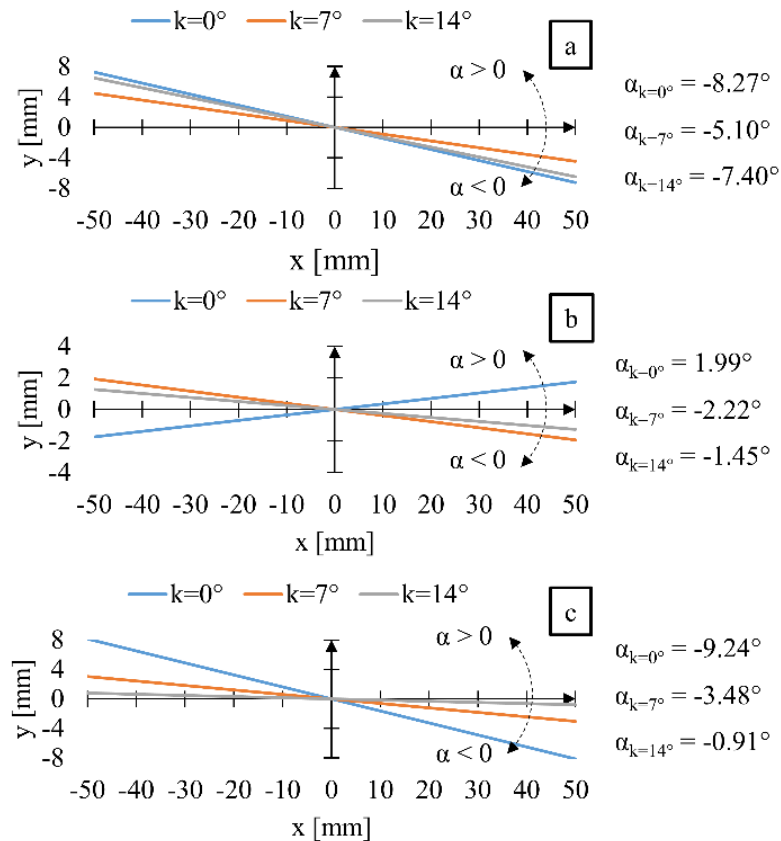 k=0° k=7° k=14°
a
8
4
0
-4
-8
y [mm]
α > 0
α < 0
-50 -40 -30 -20 -10 0 10 20 30 40 50
x [mm]
αk=0° = -8.27°
αk−7° = -5.10°
αk−14° = -7.40°
k=0° k=7° k=14°
b
4
2
0
-2
-4
y [mm]
α > 0
α < 0
-50 -40 -30 -20 -10 0 10 20 30 40 50
x [mm]
αk−0° = 1.99°
αk−7° = -2.22°
αk=14° = -1.45°
k=0° k=7° k=14°
c
8
4
0
-4
-8
y [mm]
α > 0
α < 0
-50 -40 -30 -20 -10 0 10 20 30 40 50
x [mm]
αk=0° = -9.24°
αk=7° = -3.48°
αk=14° = -0.91°